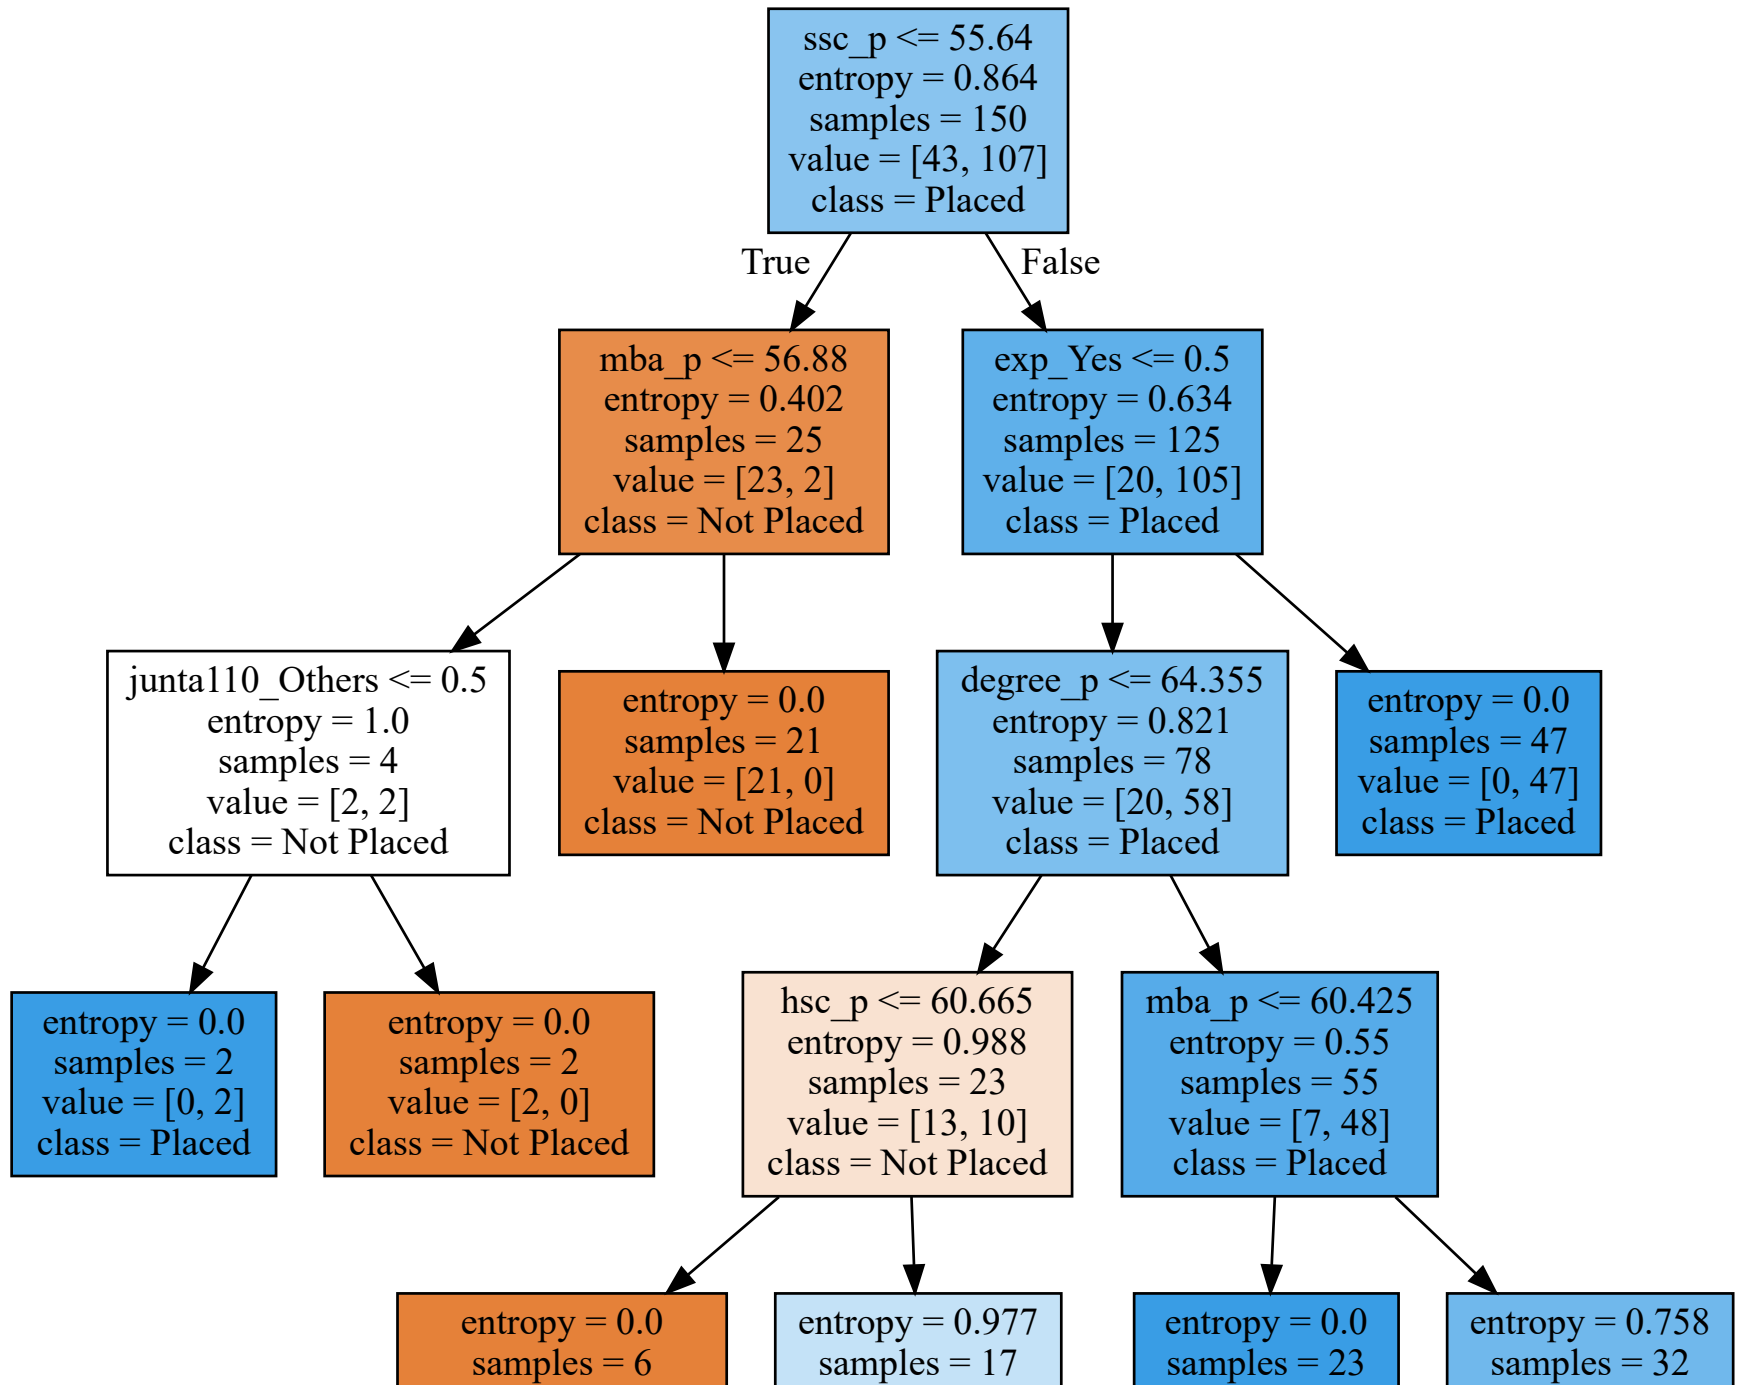 ssc_p <= 55.64
entropy = 0.864
samples = 150
value = [43, 107]
class = Placed
True
False
mba_p <= 56.88
entropy = 0.402
samples = 25
value = [23, 2]
class = Not Placed
exp_Yes <= 0.5
entropy = 0.634
samples = 125
value = [20, 105]
class = Placed
junta110_Others <= 0.5
entropy = 1.0
samples = 4
value = [2, 2]
class = Not Placed
entropy = 0.0
samples = 21
value = [21, 0]
class = Not Placed
degree_p <= 64.355
entropy = 0.821
samples = 78
value = [20, 58]
class = Placed
entropy = 0.0
samples = 47
value = [0, 47]
class = Placed
entropy = 0.0
samples = 2
value = [0, 2]
class = Placed
entropy = 0.0
samples = 2
value = [2, 0]
class = Not Placed
hsc_p <= 60.665
entropy = 0.988
samples = 23
value = [13, 10]
class = Not Placed
mba_p <= 60.425
entropy = 0.55
samples = 55
value = [7, 48]
class = Placed
entropy = 0.0
samples = 6
entropy = 0.977
samples = 17
entropy = 0.0
samples = 23
entropy = 0.758
samples = 32